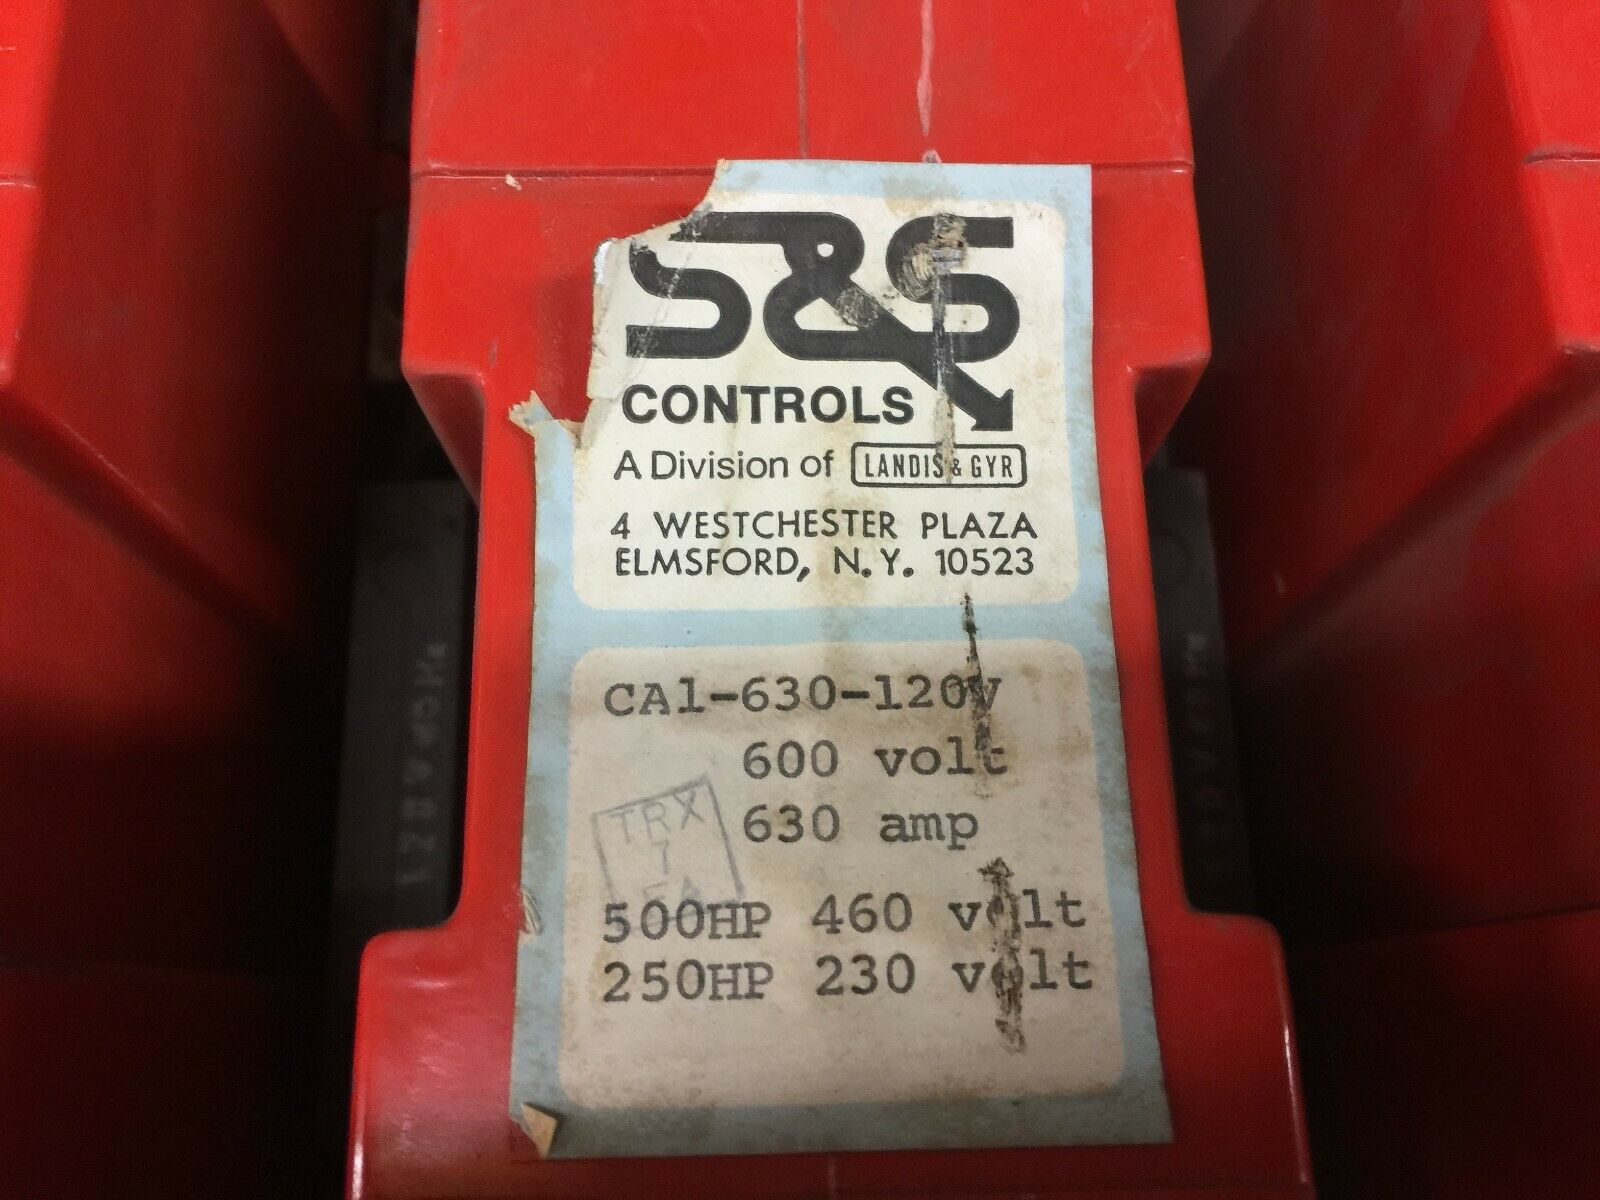 S&S
CONTROLS
A Division of LANDIS & GYR
4 WESTCHESTER PLAZA
ELMSFORD, N.Y. 10523
CA1-630-120V
600 volt
630 amp
TRX
500HP 460 volt
250HP 230 volt